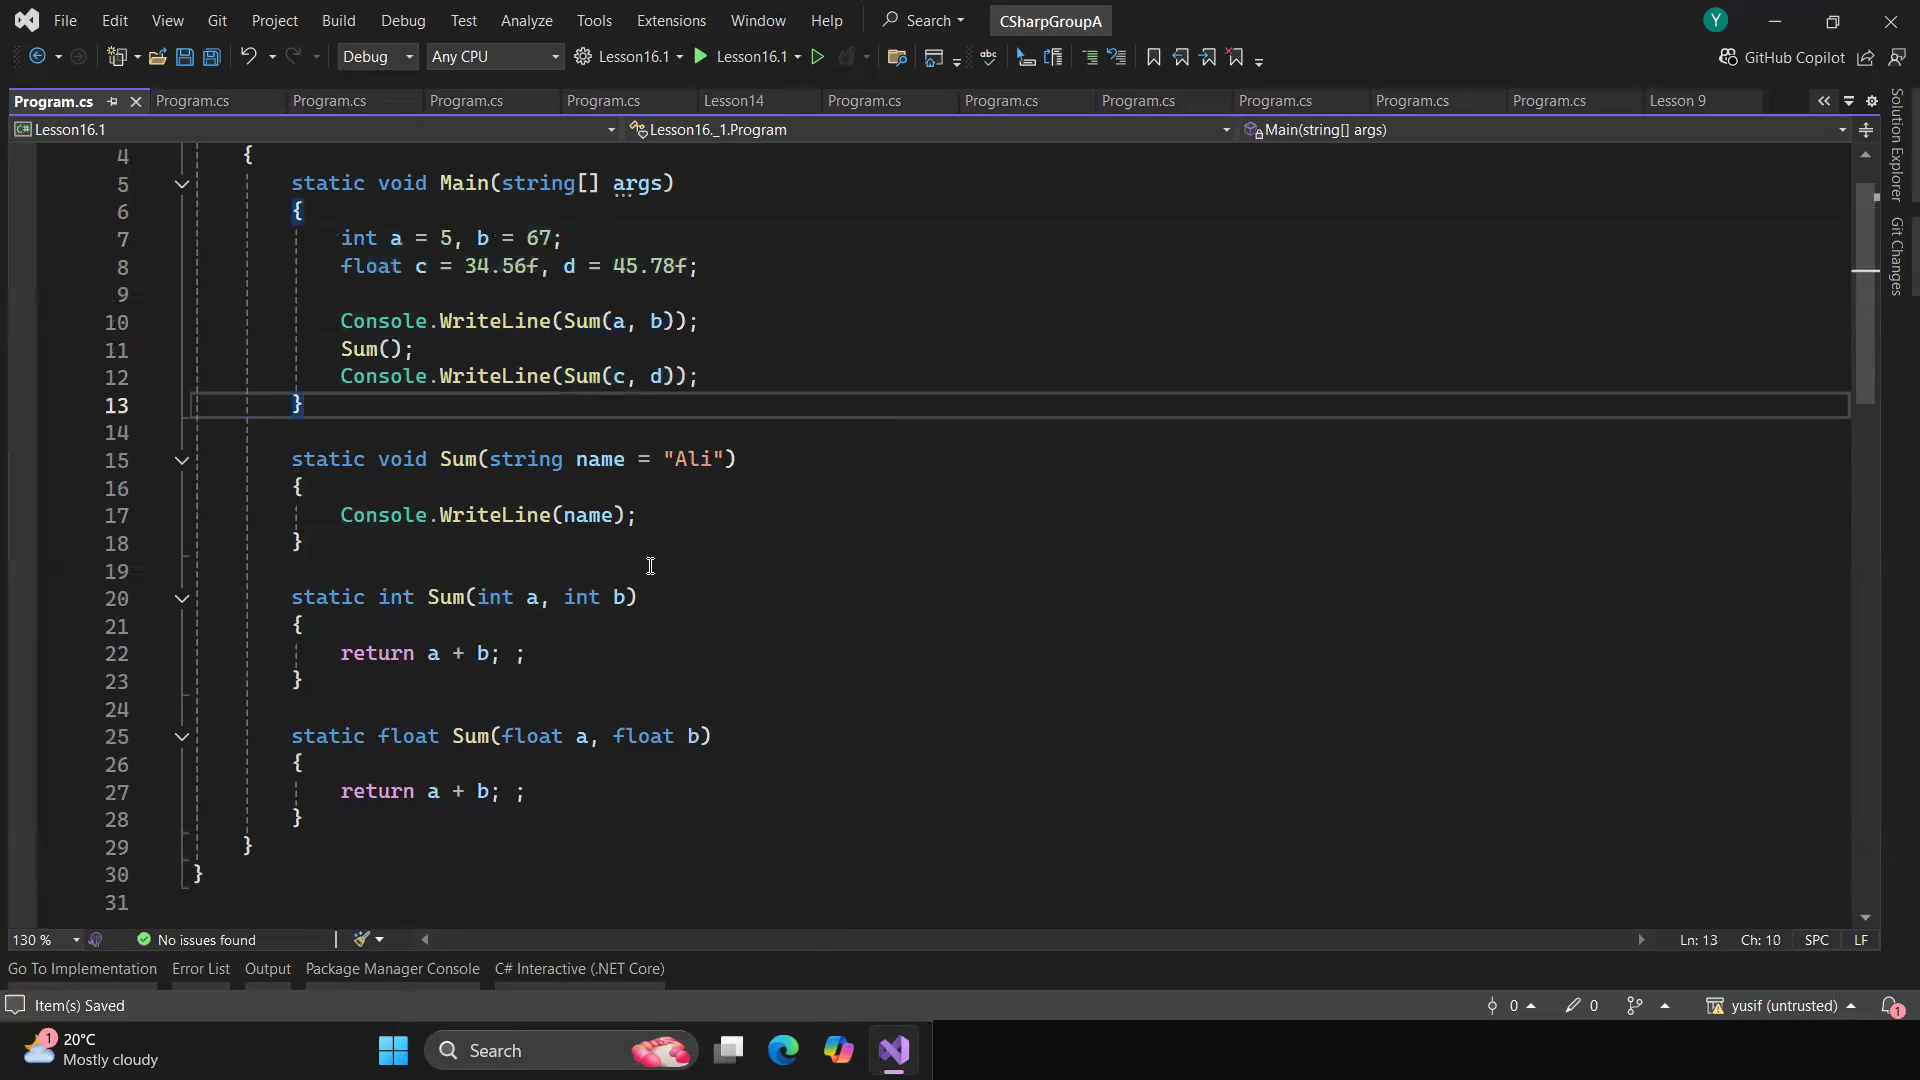 File Edit View Git Project Build Debug Test Analyze Tools Extensions Window Help Search CSharpGroupA Y
Debug Any CPU Lesson16.1 Lesson16.1 GitHub Copilot
Program.cs Program.cs Program.cs Program.cs Program.cs Lesson14 Program.cs Program.cs Program.cs Program.cs Program.cs Program.cs Lesson 9
Lesson16.1 Lesson16._1.Program Main(string[] args)
4 {
5 static void Main(string[] args)
6 {
7 int a = 5, b = 67;
8 float c = 34.56f, d = 45.78f;
9
10 Console.WriteLine(Sum(a, b));
11 Sum();
12 Console.WriteLine(Sum(c, d));
13 }
14
15 static void Sum(string name = "Ali")
16 {
17 Console.WriteLine(name);
18 }
19
20 static int Sum(int a, int b)
21 {
22 return a + b; ;
23 }
24
25 static float Sum(float a, float b)
26 {
27 return a + b; ;
28 }
29 }
30 }
31
Solution Explorer
Git Changes
130 % No issues found Ln: 13 Ch: 10 SPC LF
Go To Implementation Error List Output Package Manager Console C# Interactive (.NET Core)
Item(s) Saved 0 0 yusif (untrusted) 1
1 20°C
Mostly cloudy
Search